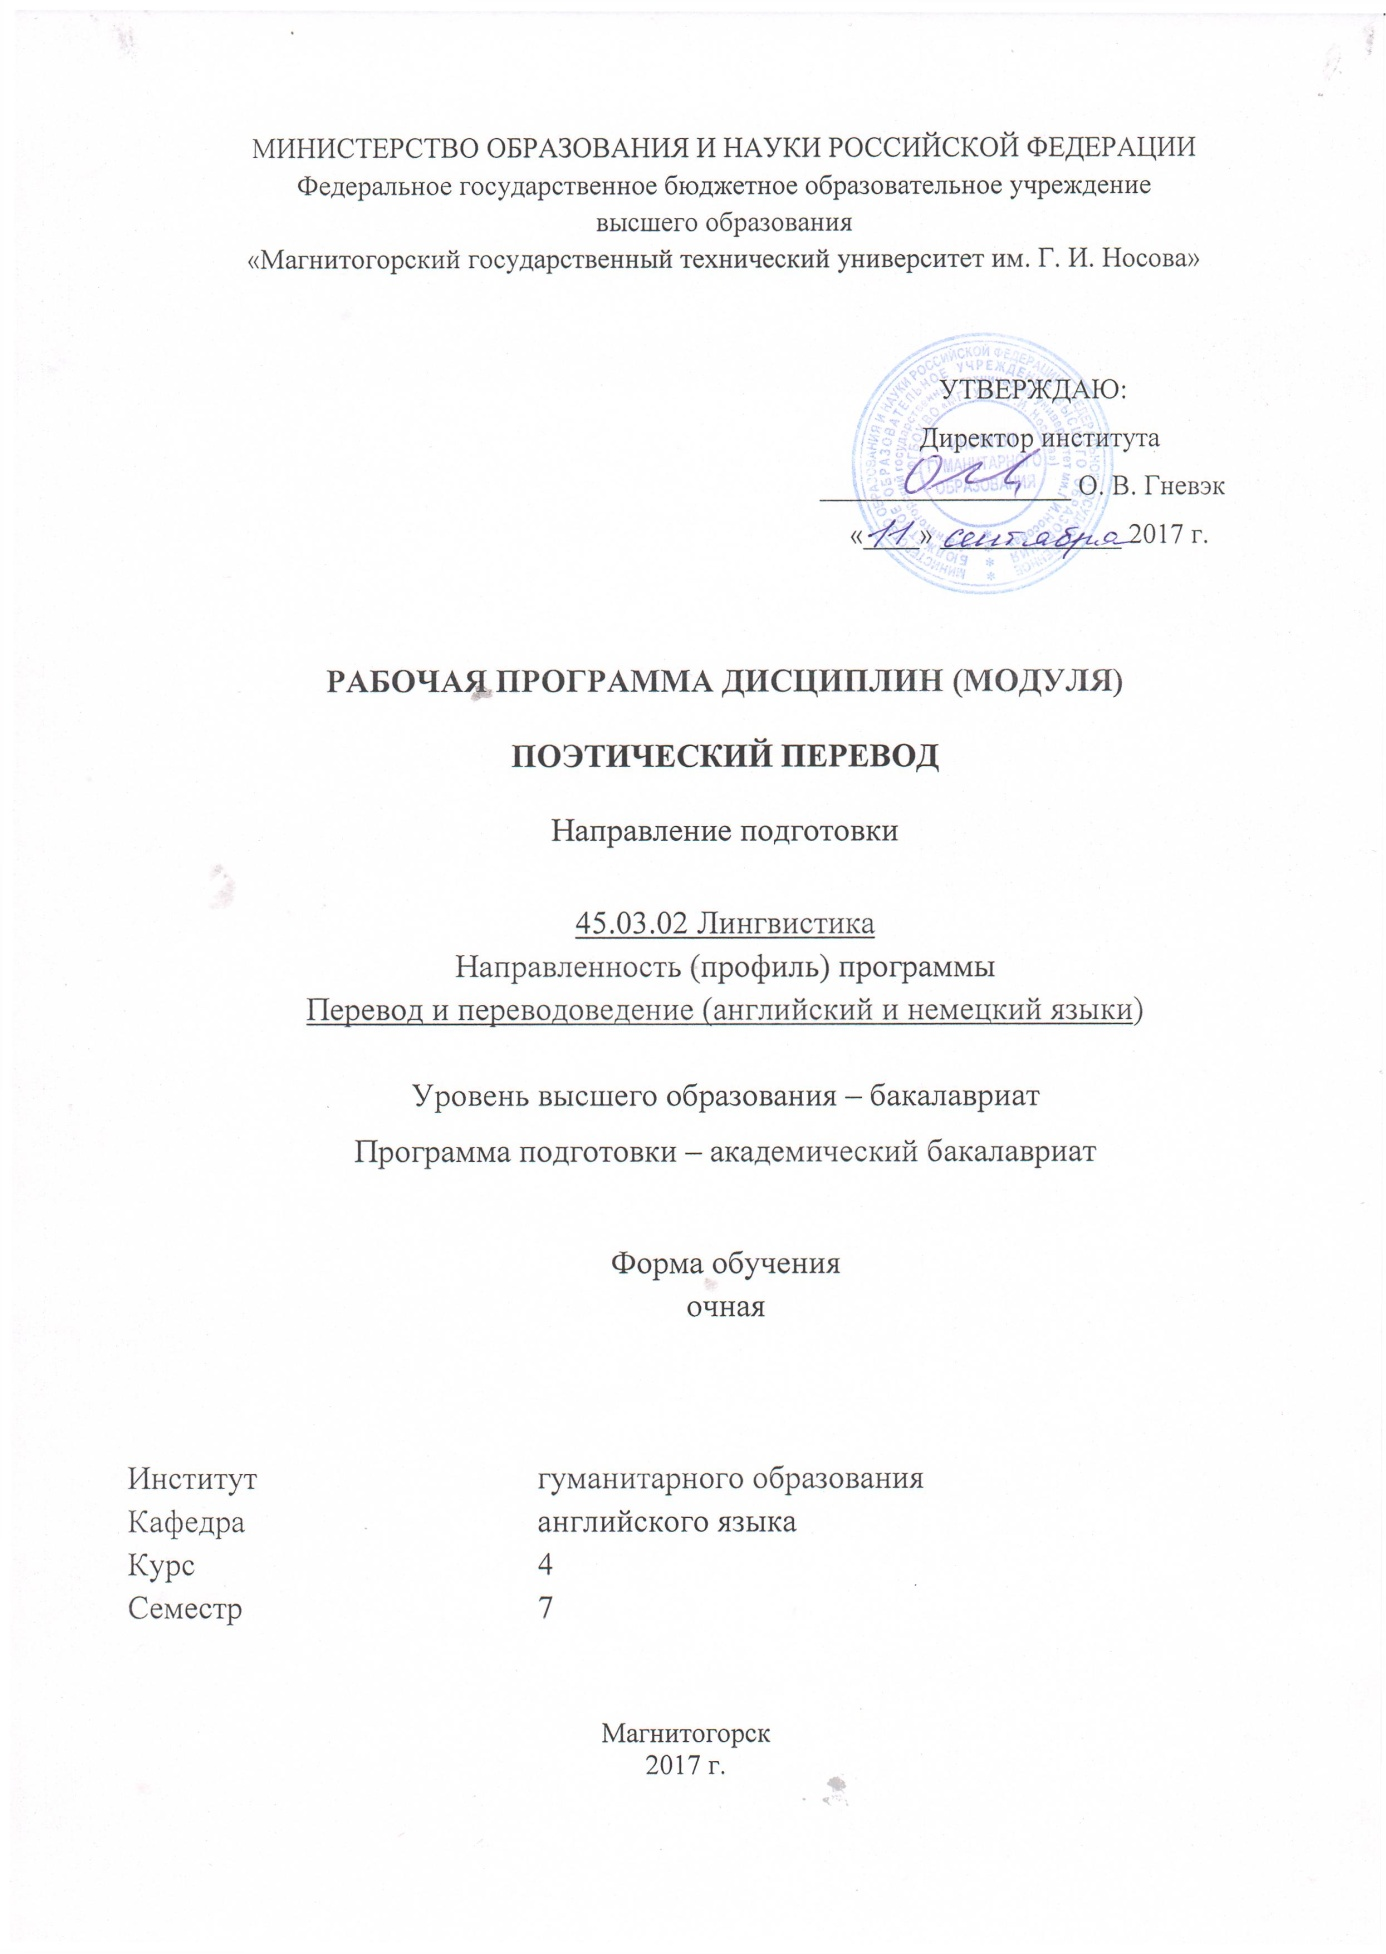 МИНИСТЕРСТВО ОБРАЗОВАНИЯ И НАУКИ РОССИЙСКОЙ ФЕДЕРАЦИИ
Федеральное государственное бюджетное образовательное учреждение
высшего образования
«Магнитогорский государственный технический университет им. Г. И. Носова»
УТВЕРЖДАЮ:
Директор института
ГУМАНИТАРНОГО
ОБРАЗОВАНИЯ
О. В. Гневэк
«11» сентября 2017 г.
РАБОЧАЯ ПРОГРАММА ДИСЦИПЛИН (МОДУЛЯ)
ПОЭТИЧЕСКИЙ ПЕРЕВОД
Направление подготовки
45.03.02 Лингвистика
Направленность (профиль) программы
Перевод и переводоведение (английский и немецкий языки)
Уровень высшего образования – бакалавриат
Программа подготовки – академический бакалавриат
Форма обучения
очная
Институт гуманитарного образования
Кафедра английского языка
Курс 4
Семестр 7
Магнитогорск
2017 г.